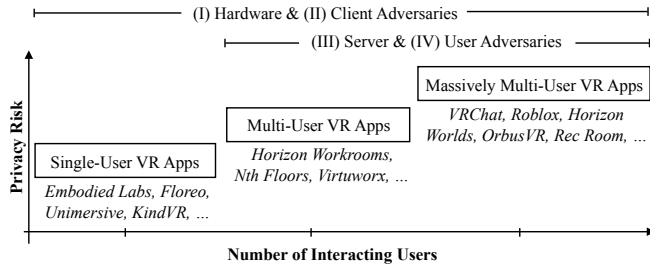 (I) Hardware & (II) Client Adversaries
(III) Server & (IV) User Adversaries
Massively Multi-User VR Apps
VRChat, Roblox, Horizon
Worlds, OrbusVR, Rec Room, ...
Multi-User VR Apps
Horizon Workrooms,
Nth Floors, Virtuworx, ...
Single-User VR Apps
Embodied Labs, Floreo,
Unimersive, KindVR, ...
Privacy Risk
Number of Interacting Users